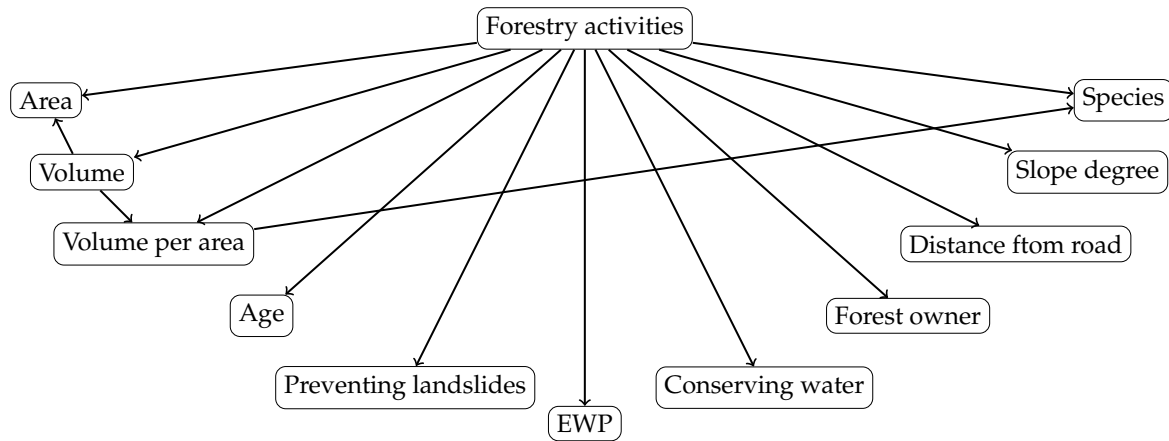 Forestry activities
Area
Species
Volume
Slope degree
Volume per area
Distance ftom road
Age
Forest owner
Preventing landslides
Conserving water
EWP